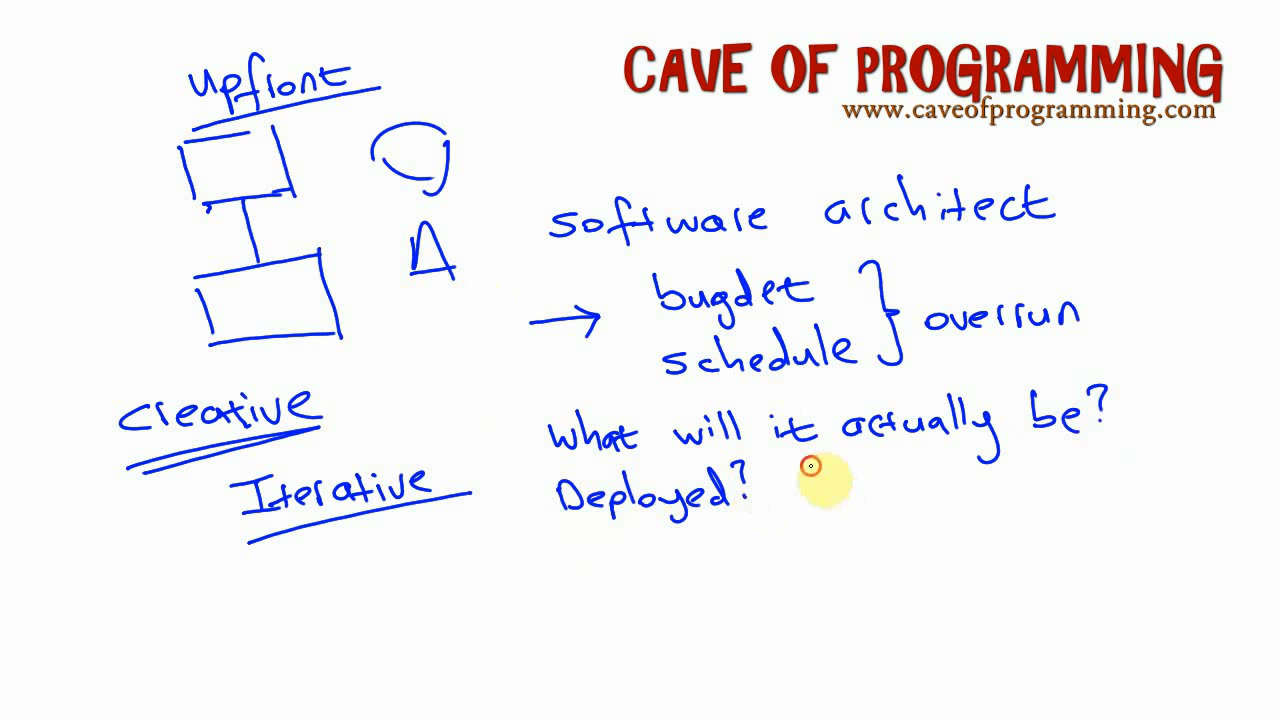 CAVE OF PROGRAMMING
www.caveofprogramming.com
Upfront
software architect
bugdet
schedule
overrun
Creative
What will it actually be?
Iterative
Deployed?